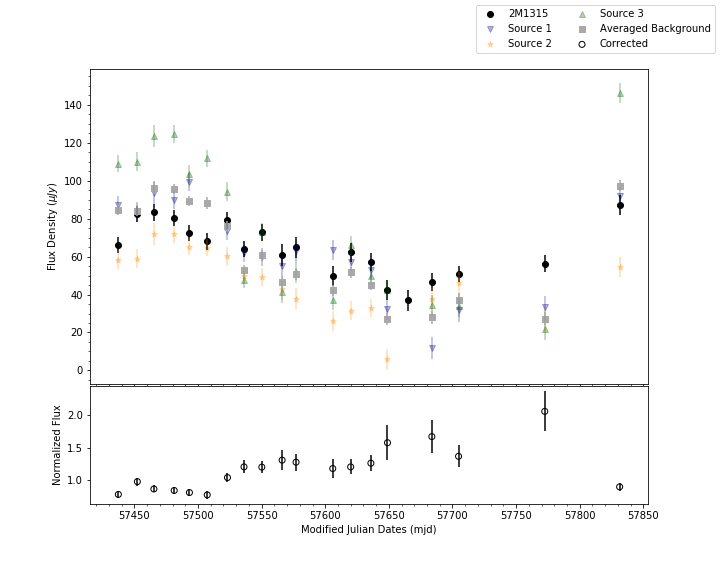 2M1315
Source 3
Source 1
Averaged Background
Source 2
Corrected
140
120
100
80
60
40
20
0
Flux Density (μJy)
2.0
1.5
1.0
Normalized Flux
57450 57500 57550 57600 57650 57700 57750 57800 57850
Modified Julian Dates (mjd)